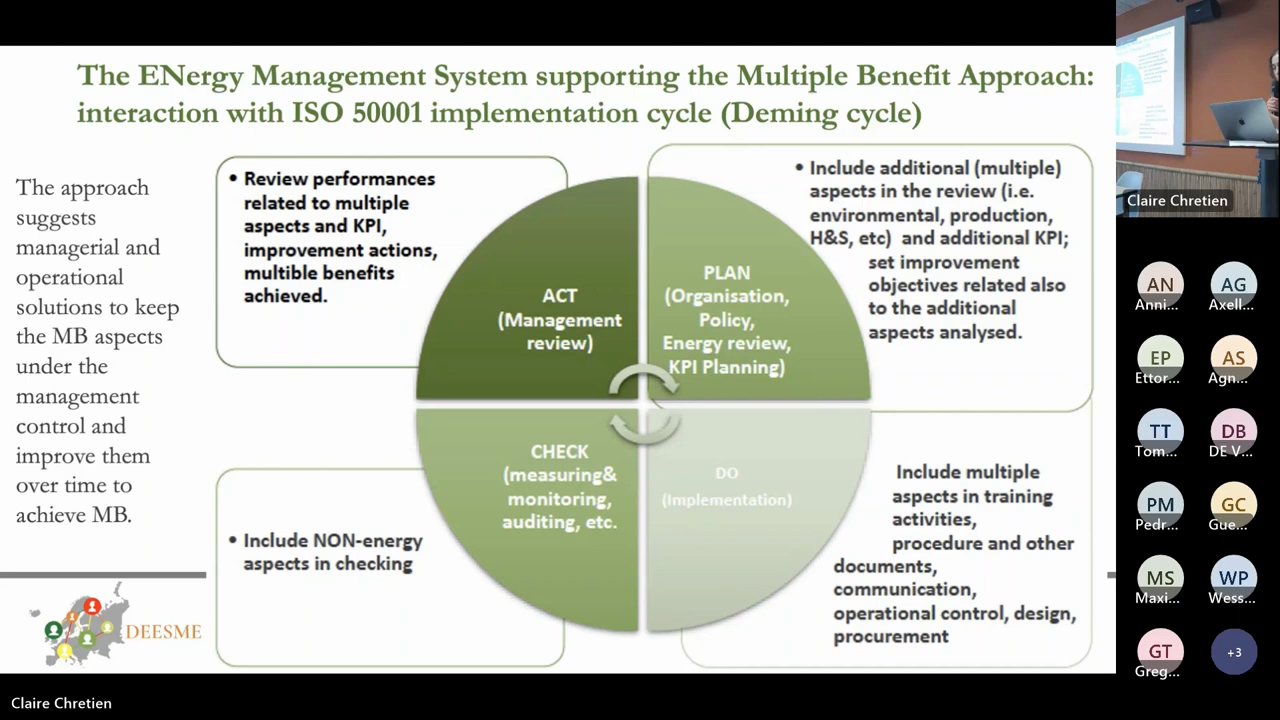 The ENergy Management System supporting the Multiple Benefit Approach:
interaction with ISO 50001 implementation cycle (Deming cycle)
The approach
suggests
managerial and
operational
solutions to keep
the MB aspects
under the
management
control and
improve them
over time to
achieve MB.
• Review performances
related to multiple
aspects and KPI,
improvement actions,
multible benefits
achieved.
ACT
(Management
review)
PLAN
(Organisation,
Policy,
Energy review,
KPI Planning)
• Include additional (multiple)
aspects in the review (i.e.
environmental, production,
H&S, etc) and additional KPI;
set improvement
objectives related also
to the additional
aspects analysed.
CHECK
(measuring&
monitoring,
auditing, etc.
• Include NON-energy
aspects in checking
DO
(Implementation)
Include multiple
aspects in training
activities,
procedure and other
documents,
communication,
operational control, design,
procurement
DEESME
Claire Chretien
Claire Chretien
AN
Anni...
AG
Axell...
EP
Ettor...
AS
Agn...
TT
Tom...
DB
DE V...
PM
Pedr...
GC
Gue...
MS
Maxi...
WP
Wess...
GT
Greg...
+3